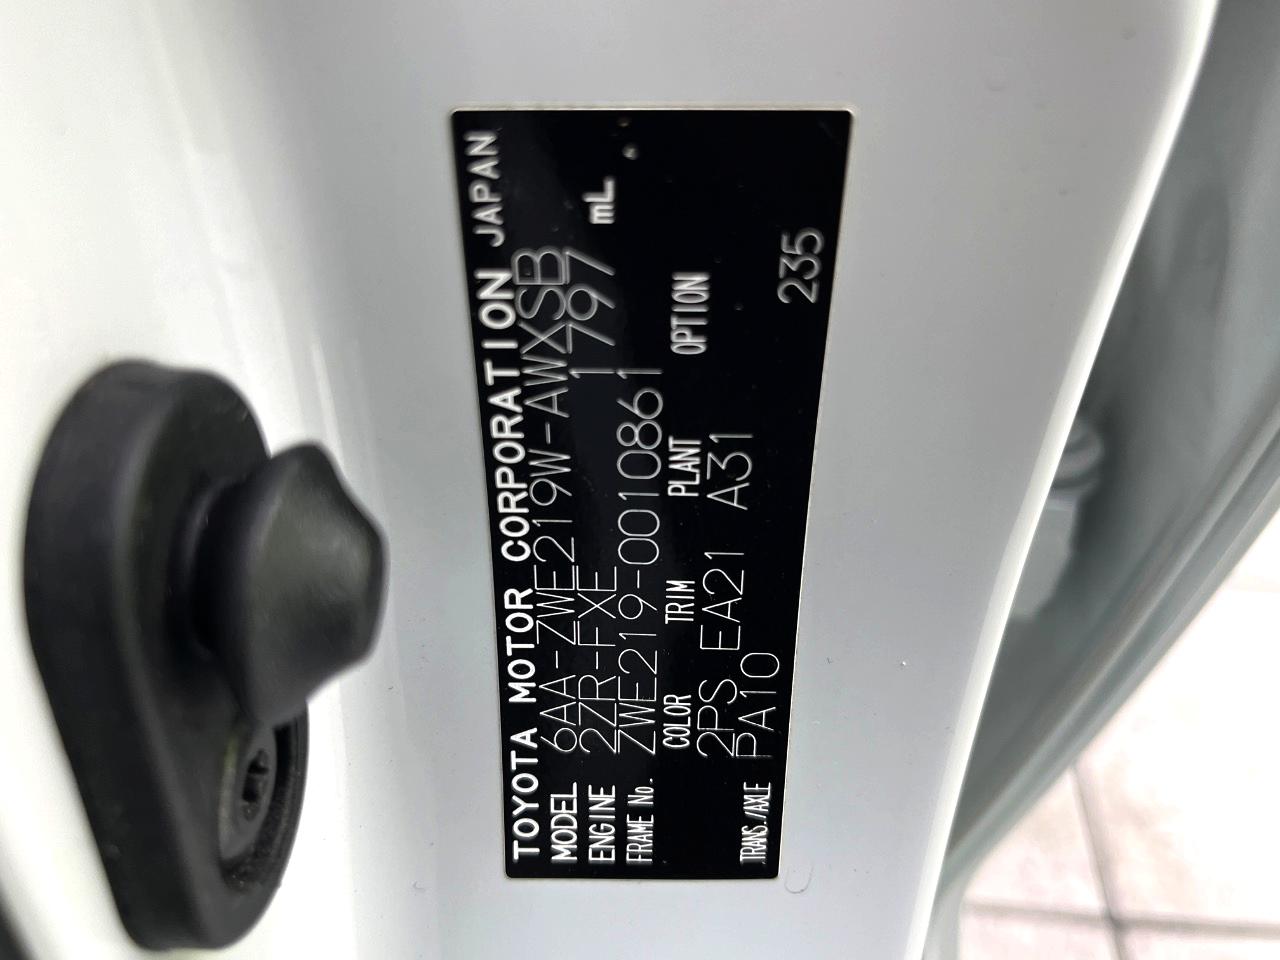 TOYOTA MOTOR CORPORATION JAPAN
MODEL 6AA-ZWE219W-AWXSB
ENGINE 2ZR-FXE 1797 mL
FRAME No. ZWE219-0010861
COLOR TRIM PLANT OPTION
2PS EA21 A31
TRANS./AXLE PA10
235